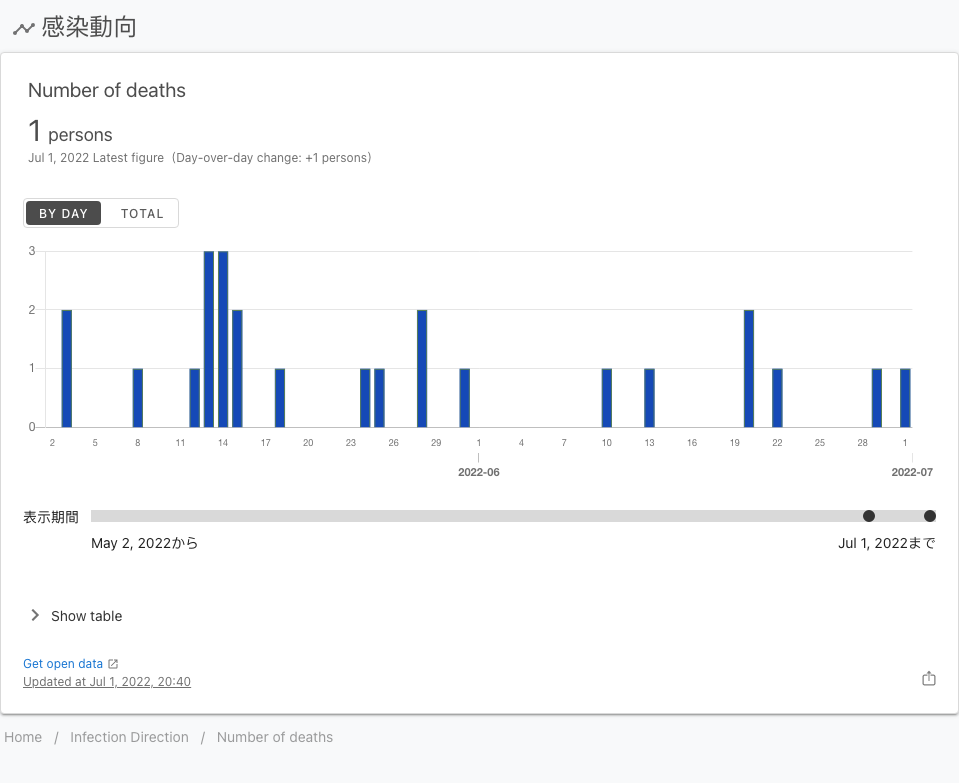 感染動向
Number of deaths
1 persons
Jul 1, 2022 Latest figure (Day-over-day change: +1 persons)
BY DAY TOTAL
3
2
1
0
2 5 8 11 14 17 20 23 26 29 1 4 7 10 13 16 19 22 25 28 1
2022-06 2022-07
表示期間
May 2, 2022から Jul 1, 2022まで
Show table
Get open data
Updated at Jul 1, 2022, 20:40
Home / Infection Direction / Number of deaths